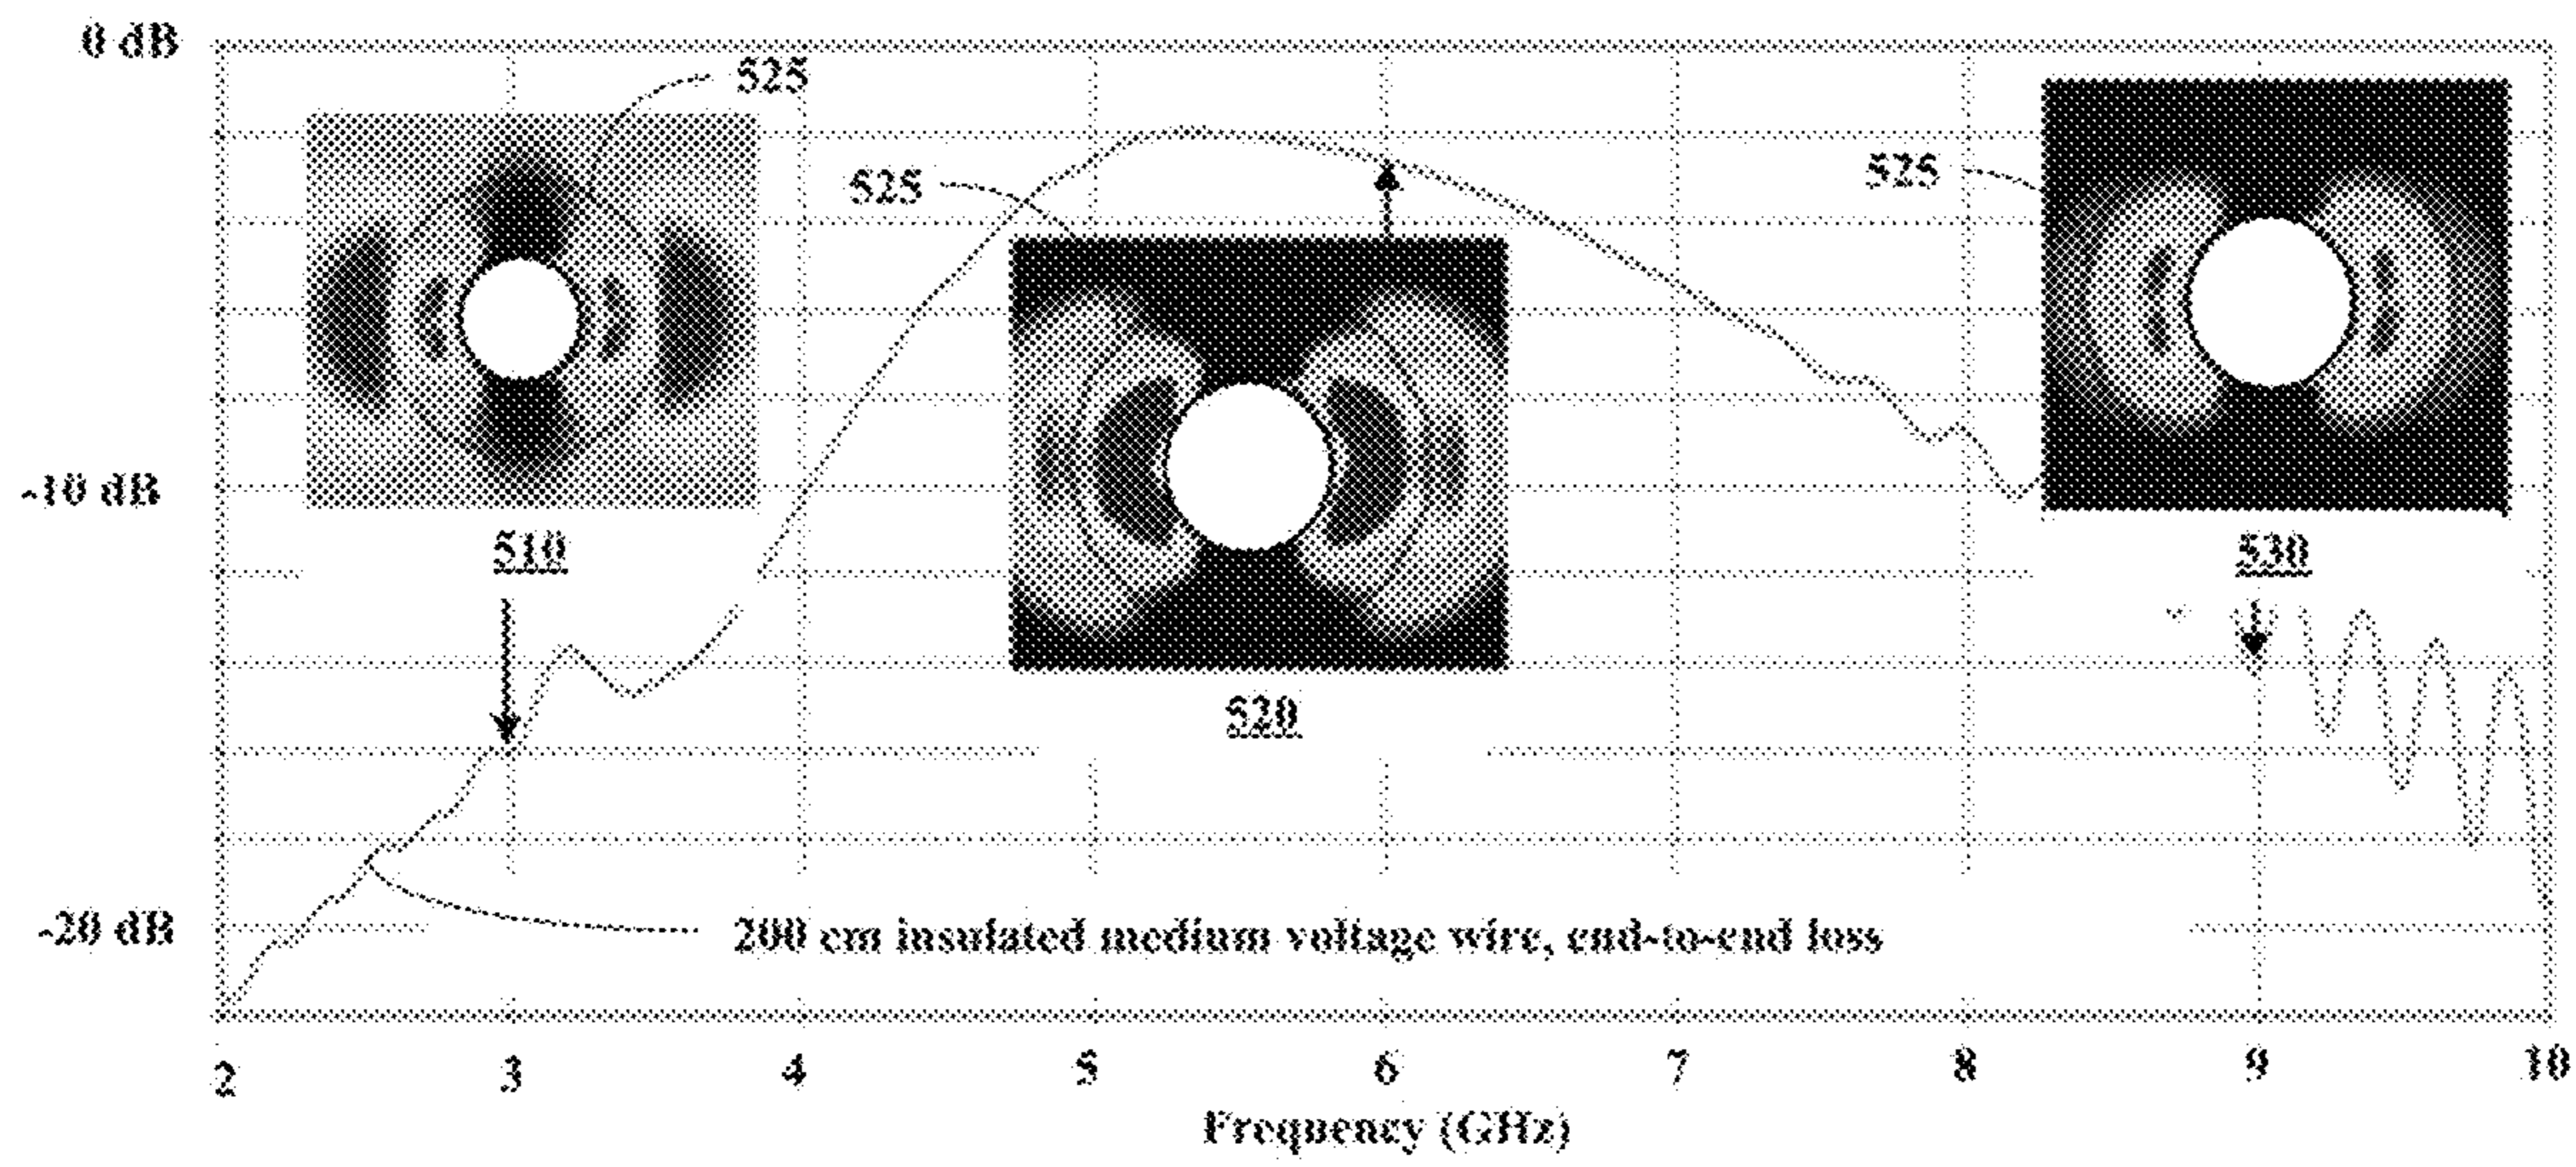 0 dB
525
525
525
-10 dB
510
530
520
-20 dB
200 cm insulated medium voltage wire, end-to-end loss
2 3 4 5 6 7 8 9 10
Frequency (GHz)